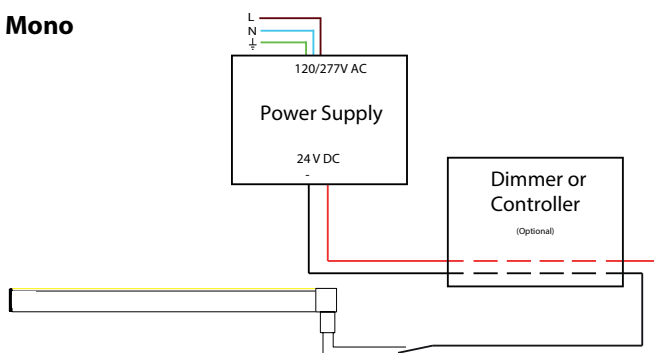 Mono
L
N
120/277V AC
Power Supply
24 V DC
-
Dimmer or
Controller
(Optional)